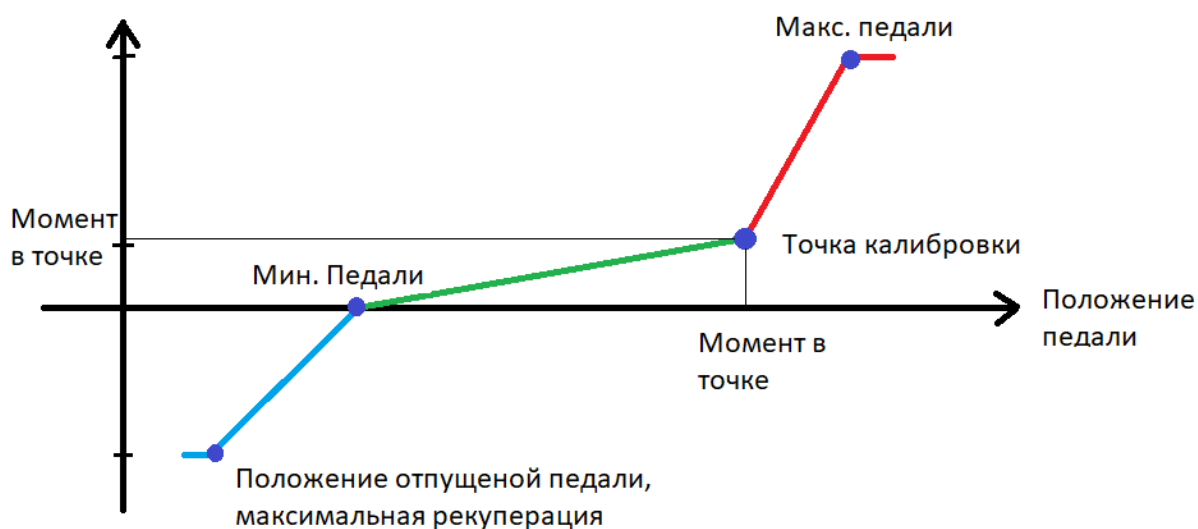 Макс. педали
Момент
в точке
Точка калибровки
Мин. Педали
Положение
педали
Момент в
точке
Положение отпущеной педали,
максимальная рекуперация